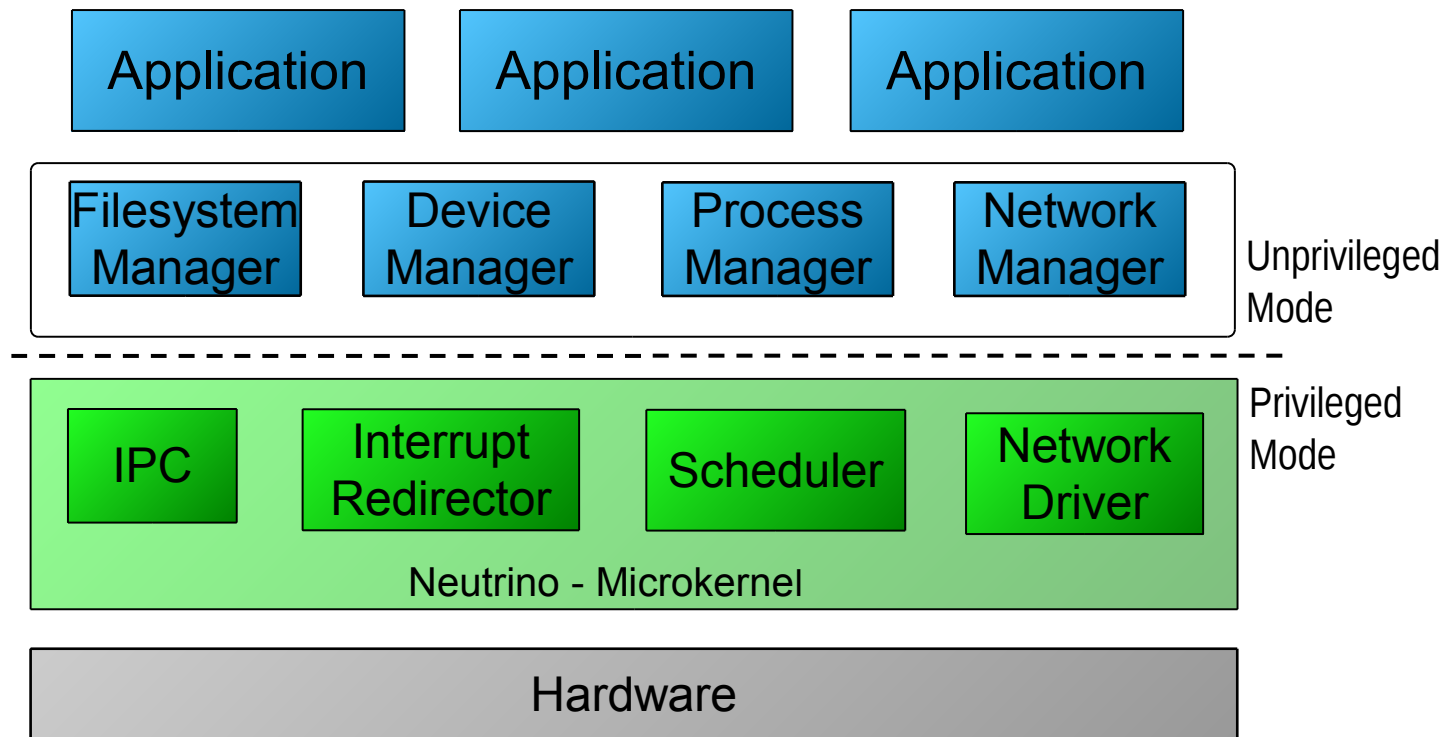 Application
Application
Application
Filesystem
Manager
Device
Manager
Process
Manager
Network
Manager
Unprivileged
Mode
Privileged
Mode
IPC
Interrupt
Redirector
Scheduler
Network
Driver
Neutrino - Microkernel
Hardware